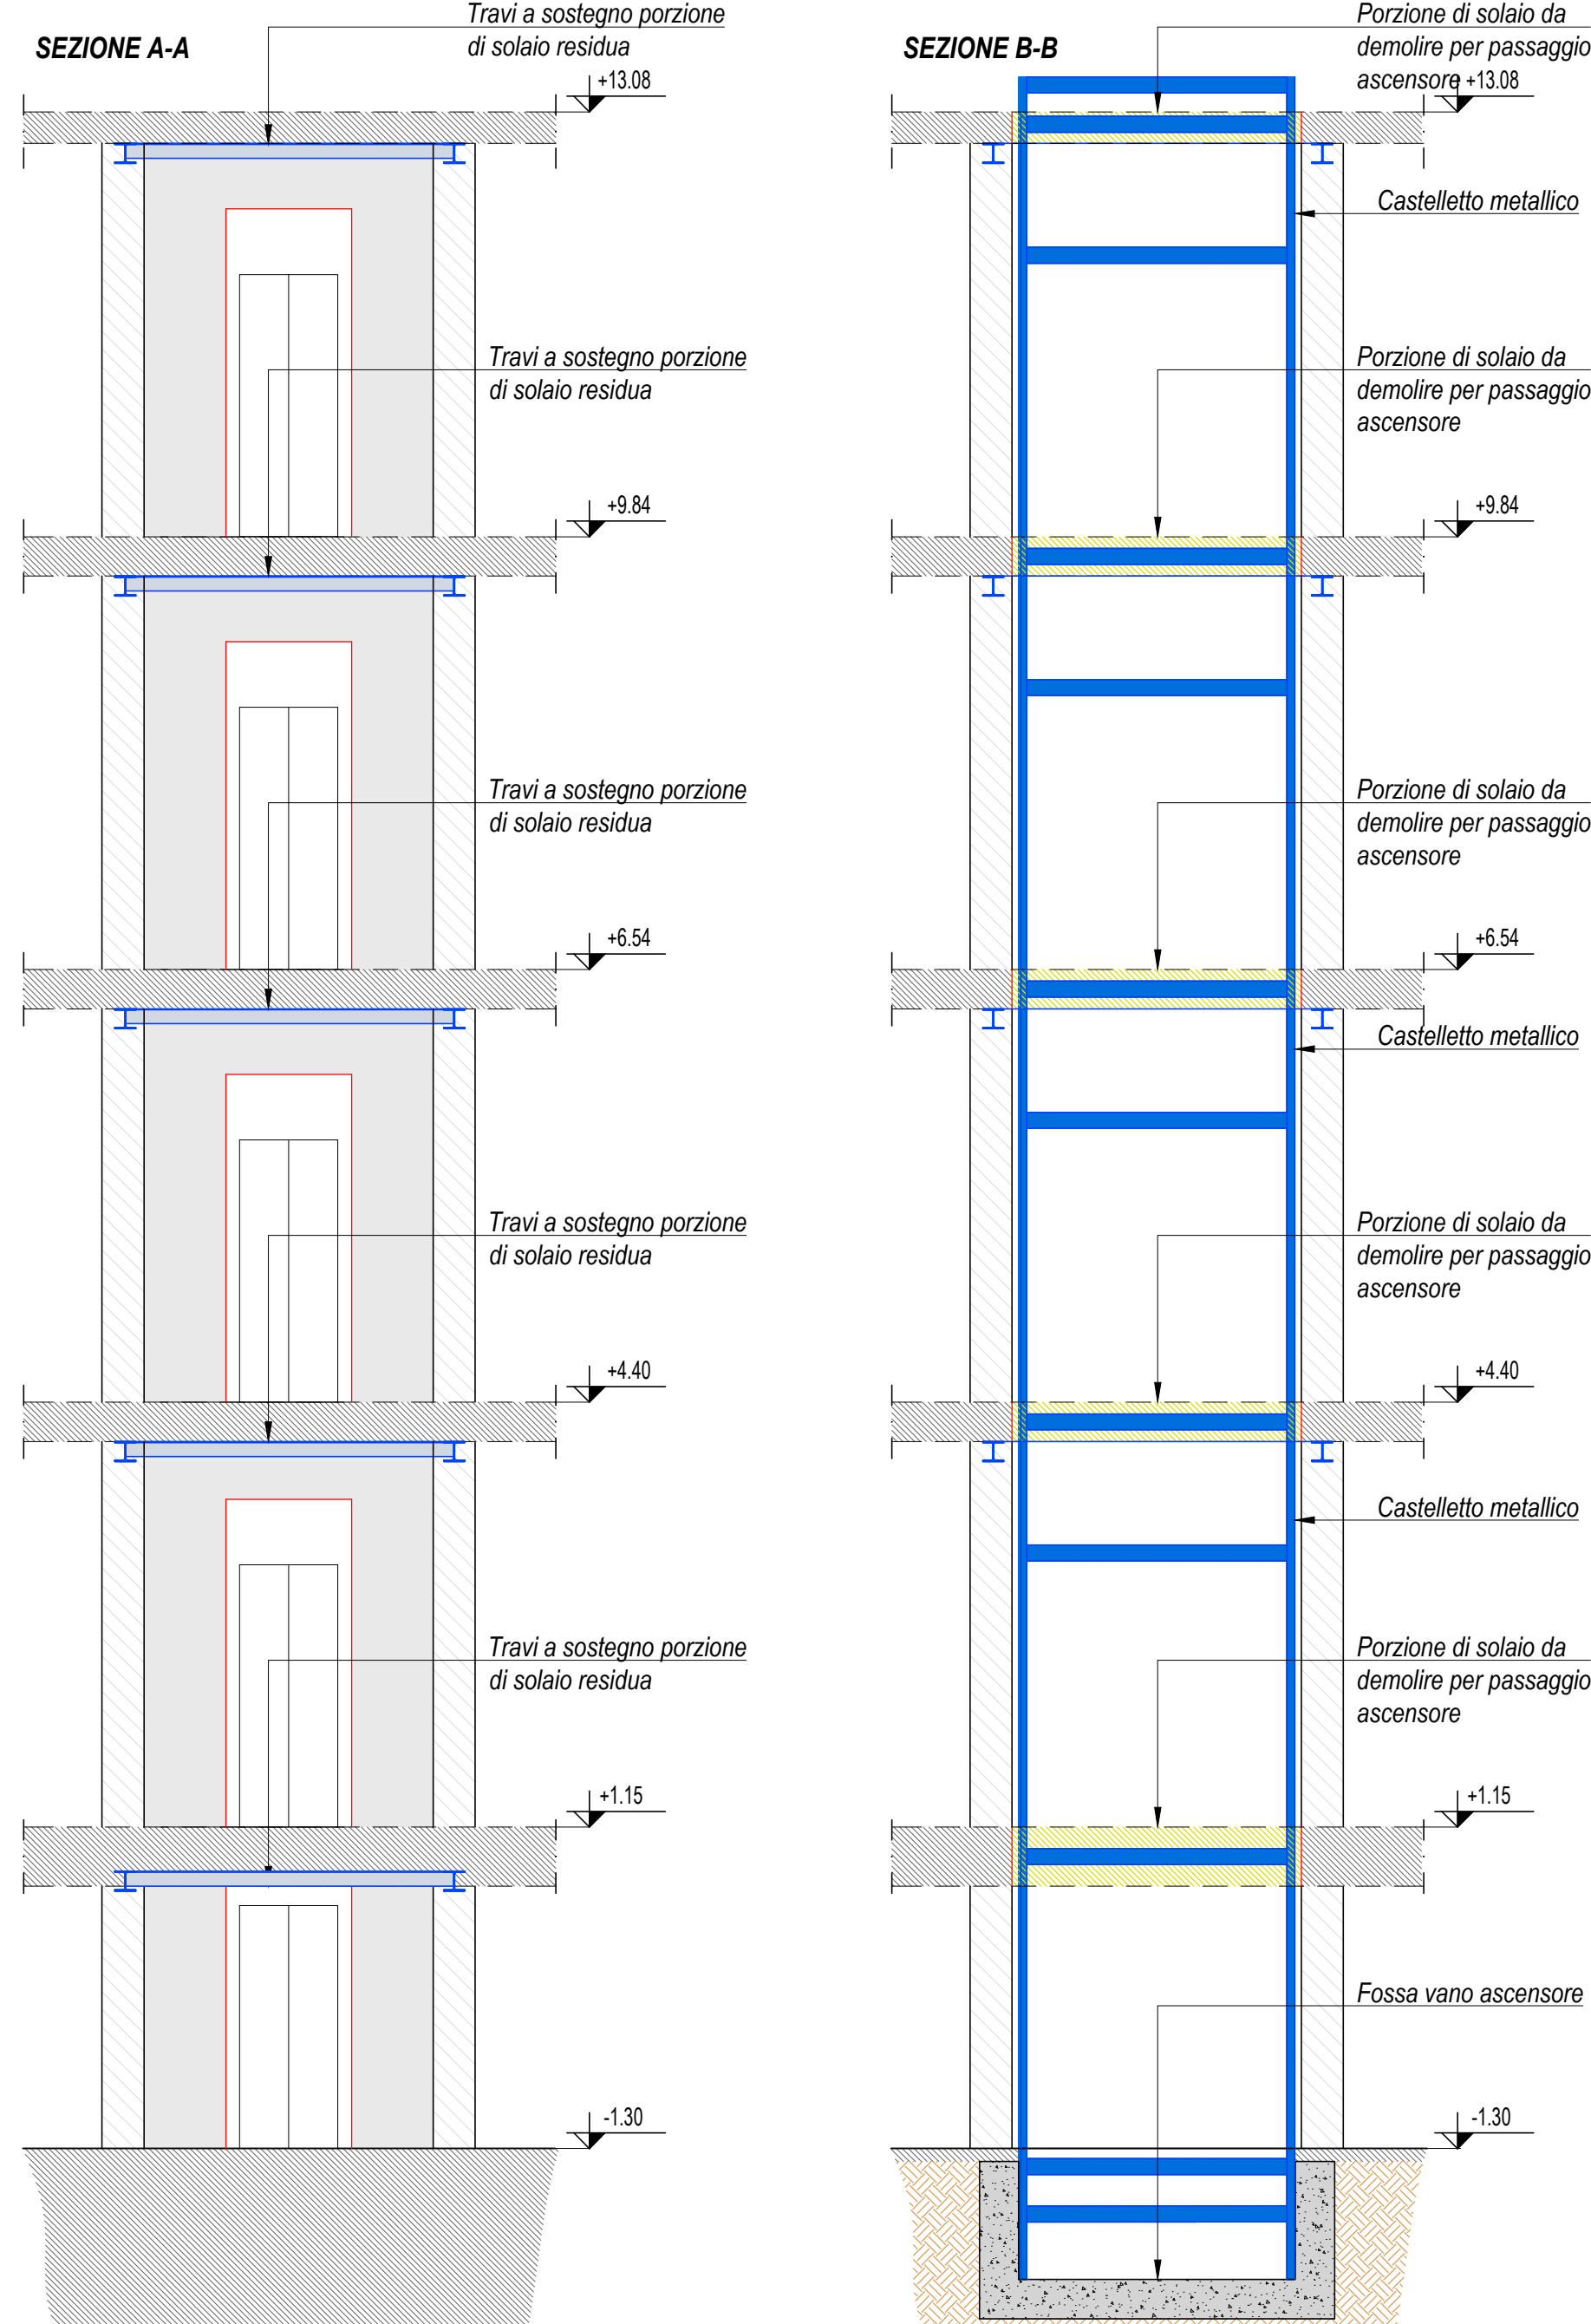 Travi a sostegno porzione
di solaio residua
SEZIONE A-A
+13.08
Travi a sostegno porzione
di solaio residua
+9.84
Travi a sostegno porzione
di solaio residua
+6.54
Travi a sostegno porzione
di solaio residua
+4.40
Travi a sostegno porzione
di solaio residua
+1.15
-1.30
Porzione di solaio da
demolire per passaggio
ascensore
SEZIONE B-B
+13.08
Castelletto metallico
Porzione di solaio da
demolire per passaggio
ascensore
+9.84
Porzione di solaio da
demolire per passaggio
ascensore
+6.54
Castelletto metallico
Porzione di solaio da
demolire per passaggio
ascensore
+4.40
Castelletto metallico
Porzione di solaio da
demolire per passaggio
ascensore
+1.15
Fossa vano ascensore
-1.30